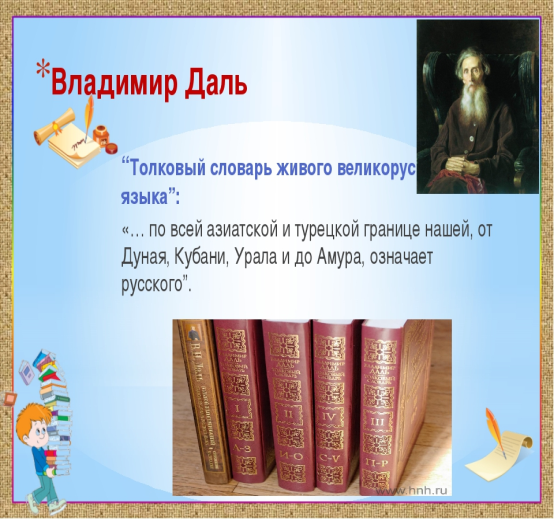 *Владимир Даль
“Толковый словарь живого великорус
языка”:
«… по всей азиатской и турецкой границе нашей, от
Дуная, Кубани, Урала и до Амура, означает
русского”.
I
II
IV
III
А-З
И-О
С-V
П-Р
www.hnh.ru